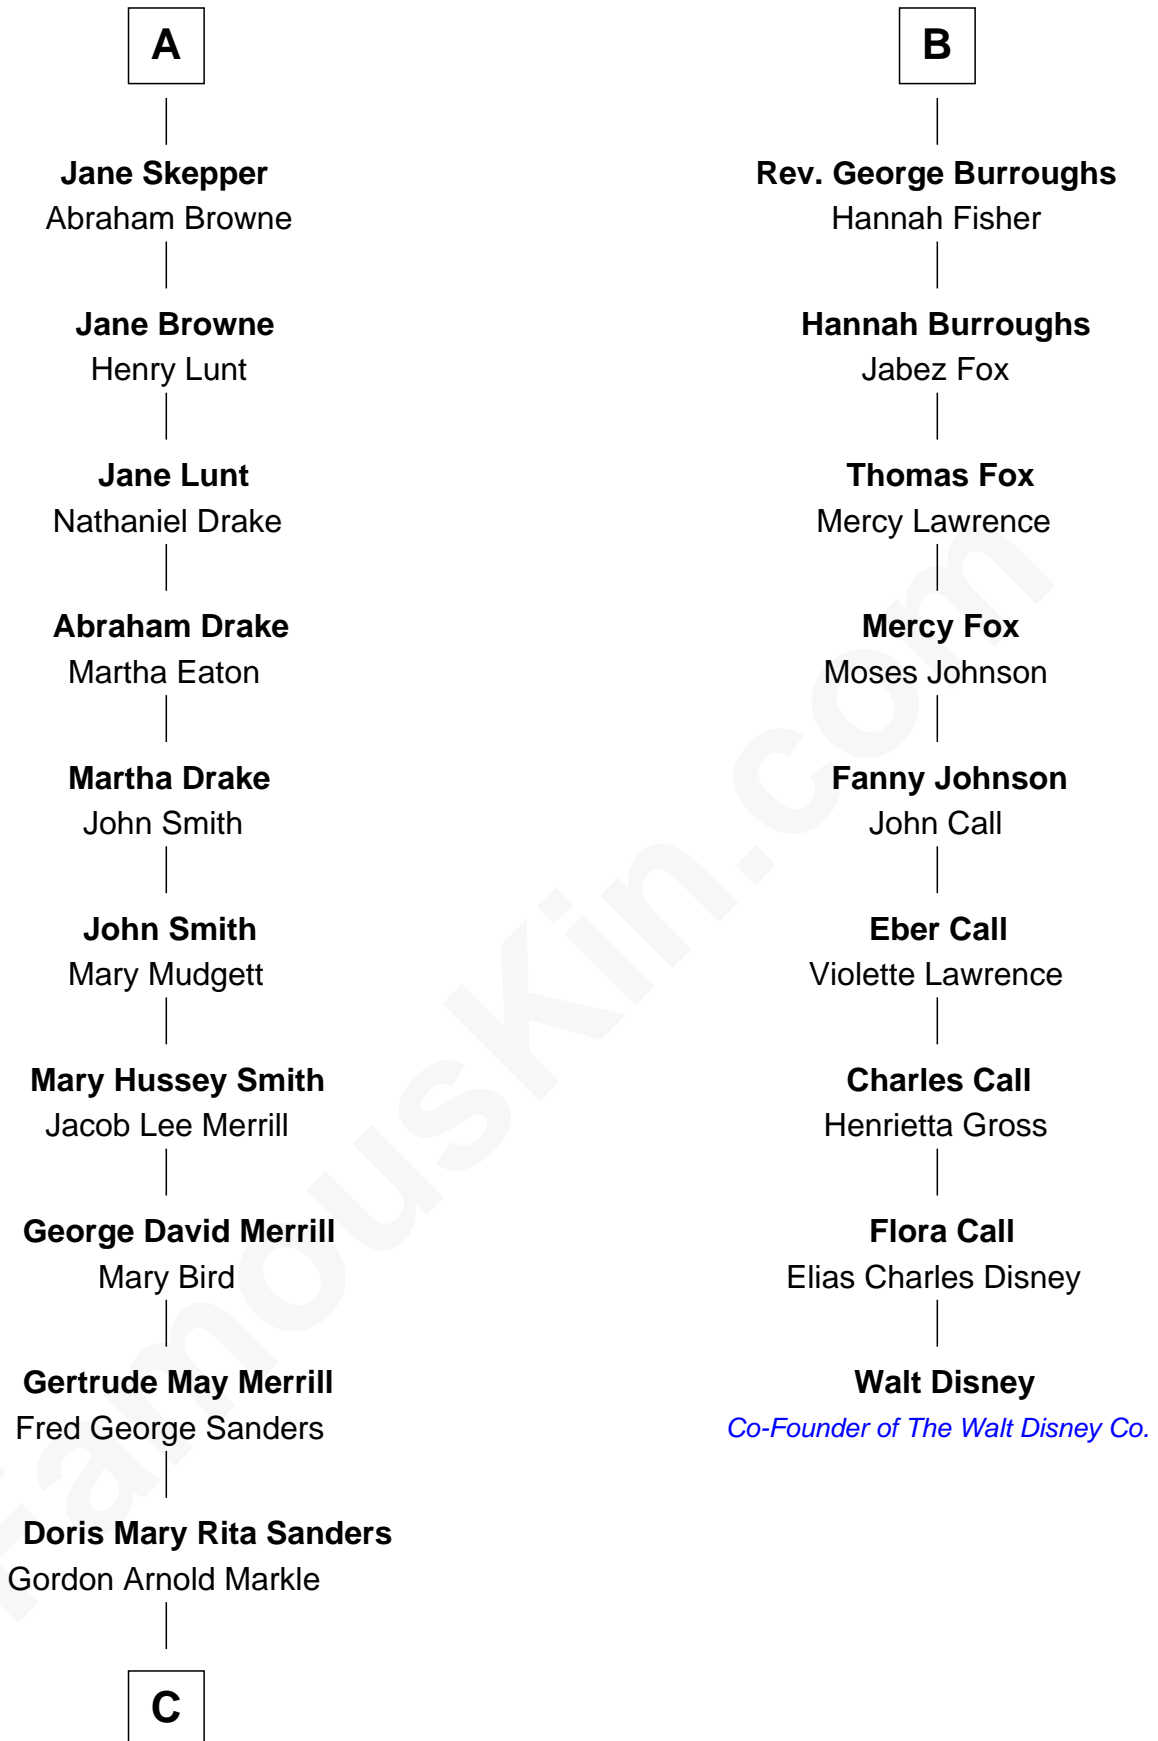 A
Jane Skepper
Abraham Browne
Jane Browne
Henry Lunt
Jane Lunt
Nathaniel Drake
Abraham Drake
Martha Eaton
Martha Drake
John Smith
John Smith
Mary Mudgett
Mary Hussey Smith
Jacob Lee Merrill
George David Merrill
Mary Bird
Gertrude May Merrill
Fred George Sanders
Doris Mary Rita Sanders
Gordon Arnold Markle
C
B
Rev. George Burroughs
Hannah Fisher
Hannah Burroughs
Jabez Fox
Thomas Fox
Mercy Lawrence
Mercy Fox
Moses Johnson
Fanny Johnson
John Call
Eber Call
Violette Lawrence
Charles Call
Henrietta Gross
Flora Call
Elias Charles Disney
Walt Disney
Co-Founder of The Walt Disney Co.
FamousKin.com